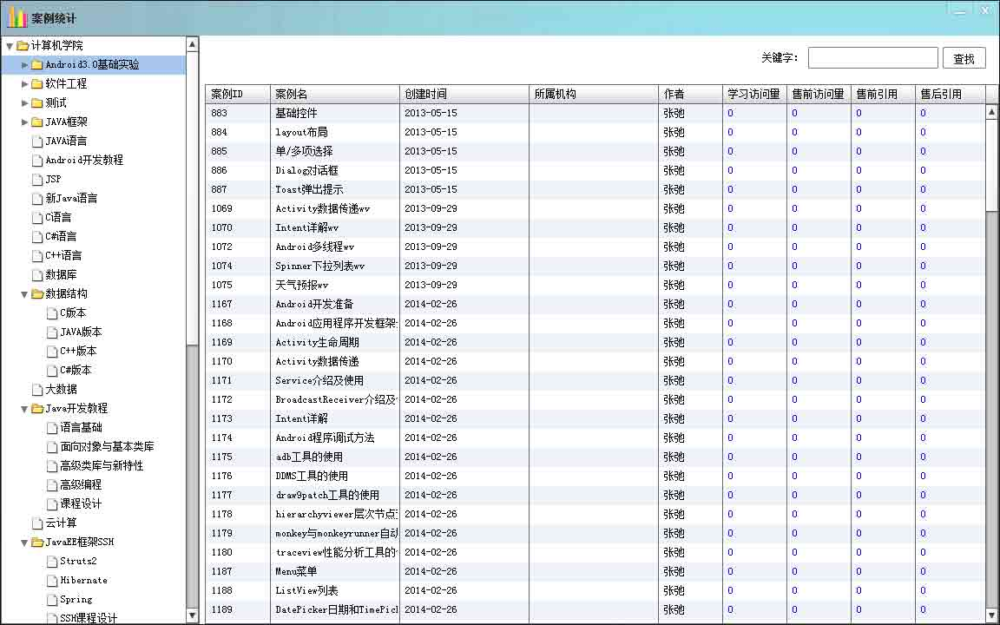 案例统计
计算机学院
Android3.0基础实验
软件工程
测试
JAVA框架
JAVA语言
Android开发教程
JSP
新Java语言
C语言
C#语言
C++语言
数据库
数据结构
C版本
JAVA版本
C++版本
C#版本
大数据
Java开发教程
语言基础
面向对象与基本类库
高级类库与新特性
高级编程
课程设计
云计算
JavaEE框架SSH
Struts2
Hibernate
Spring
SSH课程设计
关键字: 查找
案例ID 案例名 创建时间 所属机构 作者 学习访问量 售前访问量 售前引用 售后引用
883 基础控件 2013-05-15 张弛 0 0 0 0
884 layout布局 2013-05-15 张弛 0 0 0 0
885 单/多项选择 2013-05-15 张弛 0 0 0 0
886 Dialog对话框 2013-05-15 张弛 0 0 0 0
887 Toast弹出提示 2013-05-15 张弛 0 0 0 0
1069 Activity数据传递wv 2013-09-29 张弛 0 0 0 0
1070 Intent详解wv 2013-09-29 张弛 0 0 0 0
1072 Android多线程wv 2013-09-29 张弛 0 0 0 0
1074 Spinner下拉列表wv 2013-09-29 张弛 0 0 0 0
1075 天气预报wv 2013-09-29 张弛 0 0 0 0
1167 Android开发准备 2014-02-26 张弛 0 0 0 0
1168 Android应用程序开发框架 2014-02-26 张弛 0 0 0 0
1169 Activity生命周期 2014-02-26 张弛 0 0 0 0
1170 Activity数据传递 2014-02-26 张弛 0 0 0 0
1171 Service介绍及使用 2014-02-26 张弛 0 0 0 0
1172 BroadcastReceiver介绍及 2014-02-26 张弛 0 0 0 0
1173 Intent详解 2014-02-26 张弛 0 0 0 0
1174 Android程序调试方法 2014-02-26 张弛 0 0 0 0
1175 adb工具的使用 2014-02-26 张弛 0 0 0 0
1176 DDMS工具的使用 2014-02-26 张弛 0 0 0 0
1177 draw9patch工具的使用 2014-02-26 张弛 0 0 0 0
1178 hierarchyviewer层次节点 2014-02-26 张弛 0 0 0 0
1179 monkey与monkeyrunner自动 2014-02-26 张弛 0 0 0 0
1180 traceview性能分析工具的 2014-02-26 张弛 0 0 0 0
1187 Menu菜单 2014-02-26 张弛 0 0 0 0
1188 ListView列表 2014-02-26 张弛 0 0 0 0
1189 DatePicker日期和TimePic 2014-02-26 张弛 0 0 0 0